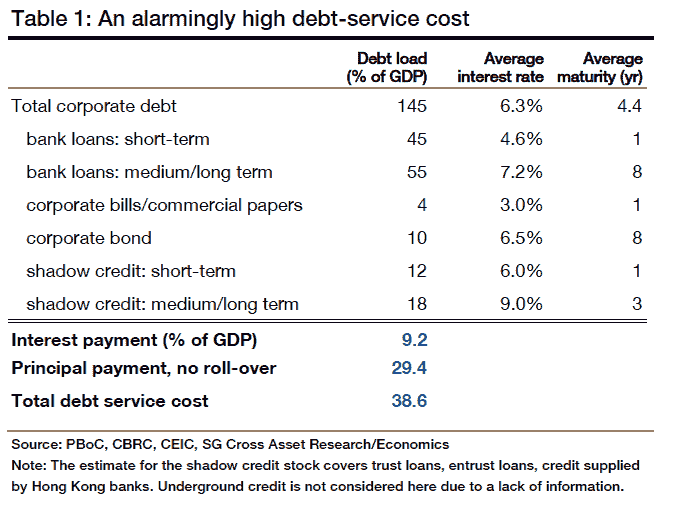 Table 1: An alarmingly high debt-service cost
Debt load Average Average
(% of GDP) interest rate maturity (yr)
Total corporate debt 145 6.3% 4.4
bank loans: short-term 45 4.6% 1
bank loans: medium/long term 55 7.2% 8
corporate bills/commercial papers 4 3.0% 1
corporate bond 10 6.5% 8
shadow credit: short-term 12 6.0% 1
shadow credit: medium/long term 18 9.0% 3
Interest payment (% of GDP) 9.2
Principal payment, no roll-over 29.4
Total debt service cost 38.6
Source: PBoC, CBRC, CEIC, SG Cross Asset Research/Economics
Note: The estimate for the shadow credit stock covers trust loans, entrust loans, credit supplied
by Hong Kong banks. Underground credit is not considered here due to a lack of information.